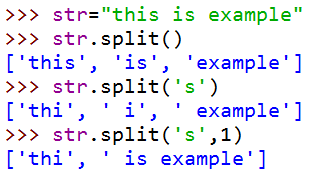 >>> str="this is example"
>>> str.split()
['this', 'is', 'example']
>>> str.split('s')
['thi', ' i', ' example']
>>> str.split('s',1)
['thi', ' is example']